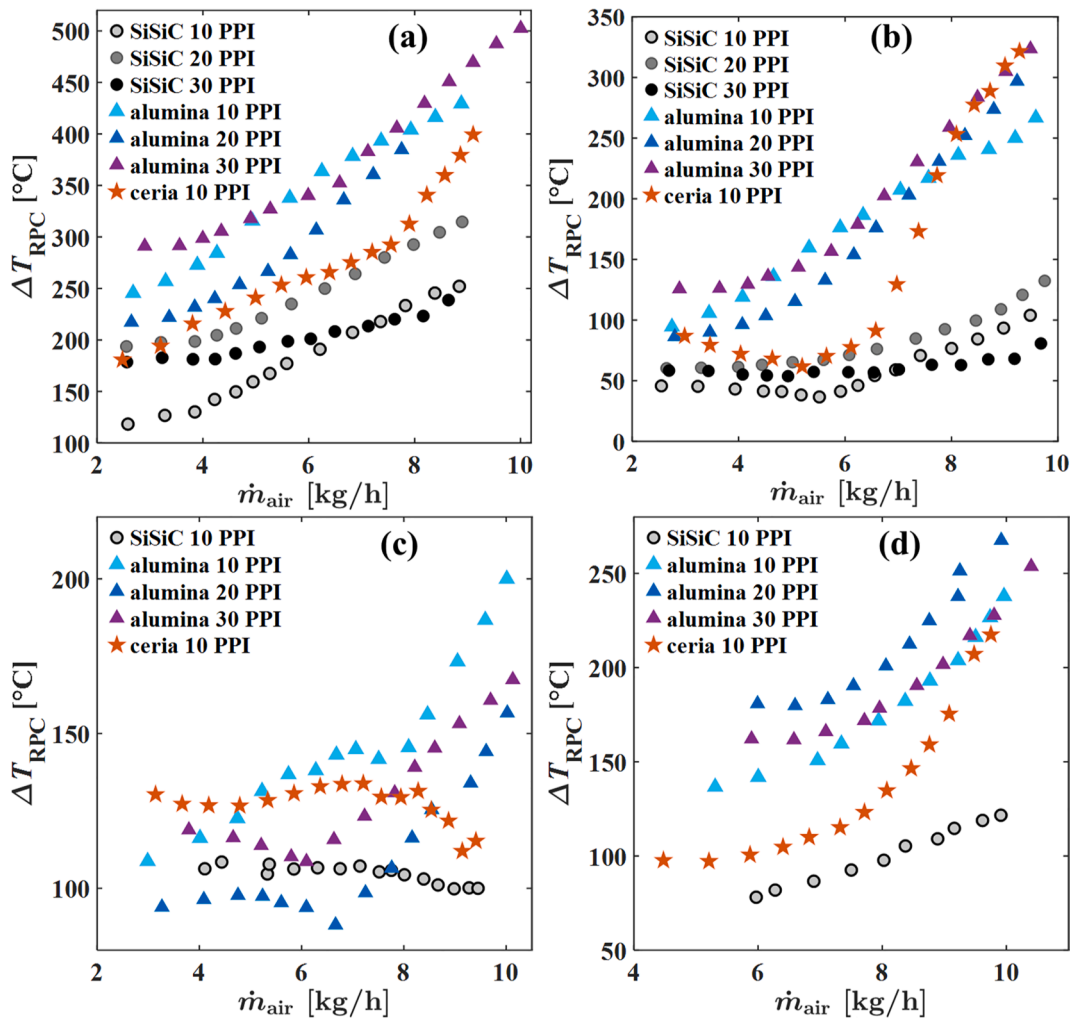 (a)
SiSiC 10 PPI
SiSiC 20 PPI
SiSiC 30 PPI
alumina 10 PPI
alumina 20 PPI
alumina 30 PPI
ceria 10 PPI
500
450
400
350
300
250
200
150
100
2 4 6 8 10
ΔT_RPC [°C]
ṁ_air [kg/h]
(b)
SiSiC 10 PPI
SiSiC 20 PPI
SiSiC 30 PPI
alumina 10 PPI
alumina 20 PPI
alumina 30 PPI
ceria 10 PPI
350
300
250
200
150
100
50
0
2 4 6 8 10
ΔT_RPC [°C]
ṁ_air [kg/h]
(c)
SiSiC 10 PPI
alumina 10 PPI
alumina 20 PPI
alumina 30 PPI
ceria 10 PPI
200
150
100
2 4 6 8 10
ΔT_RPC [°C]
ṁ_air [kg/h]
(d)
SiSiC 10 PPI
alumina 10 PPI
alumina 20 PPI
alumina 30 PPI
ceria 10 PPI
250
200
150
100
50
4 6 8 10
ΔT_RPC [°C]
ṁ_air [kg/h]